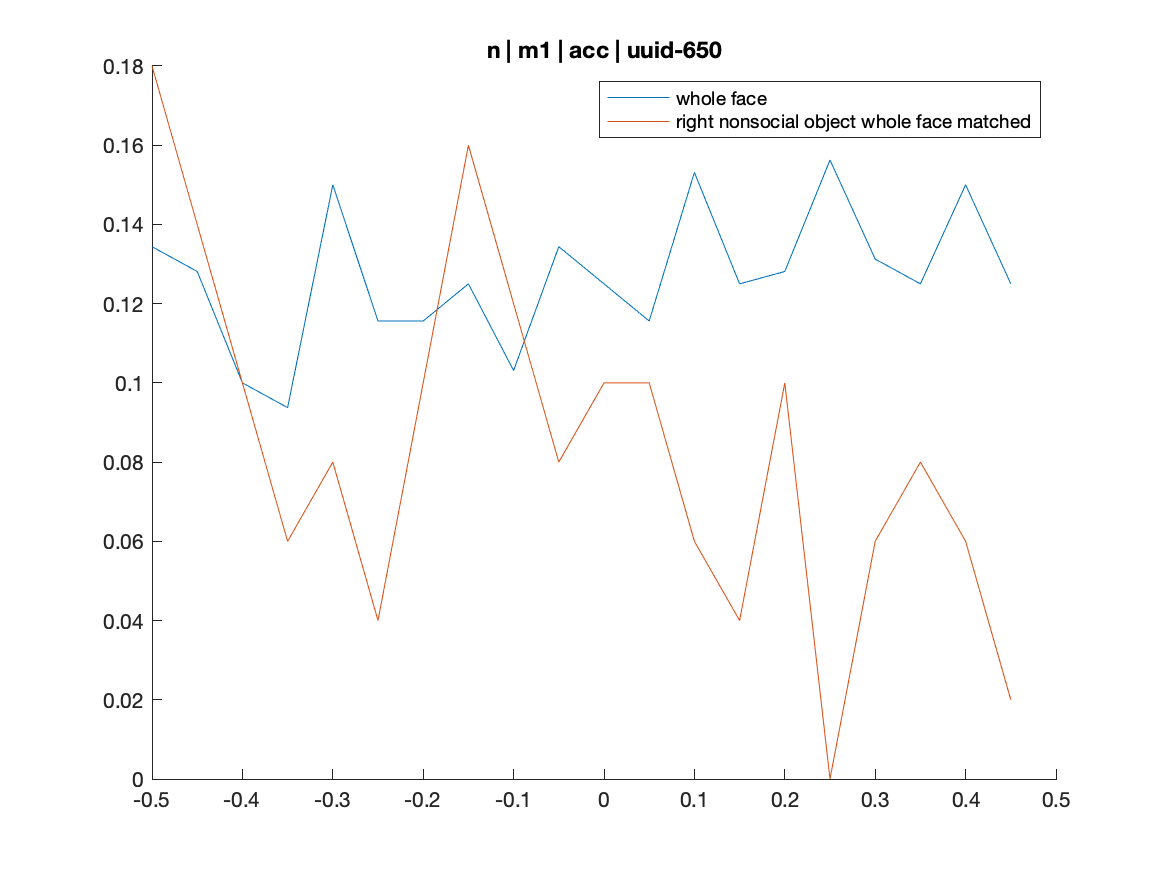 n | m1 | acc | uuid-650
whole face
right nonsocial object whole face matched
0.18
0.16
0.14
0.12
0.1
0.08
0.06
0.04
0.02
0
-0.5 -0.4 -0.3 -0.2 -0.1 0 0.1 0.2 0.3 0.4 0.5